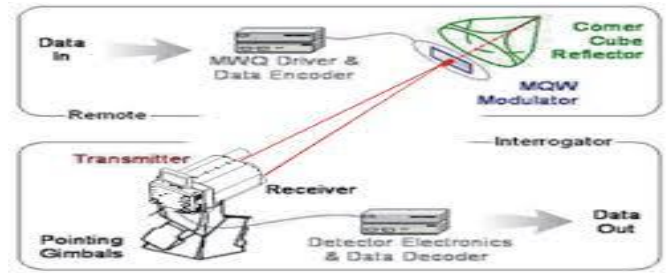 Data
In
MWQ Driver &
Data Encoder
Corner
Cube
Reflector
MQW
Modulator
Remote
Interrogator
Transmitter
Receiver
Pointing
Gimbals
Detector Electronics
& Data Decoder
Data
Out